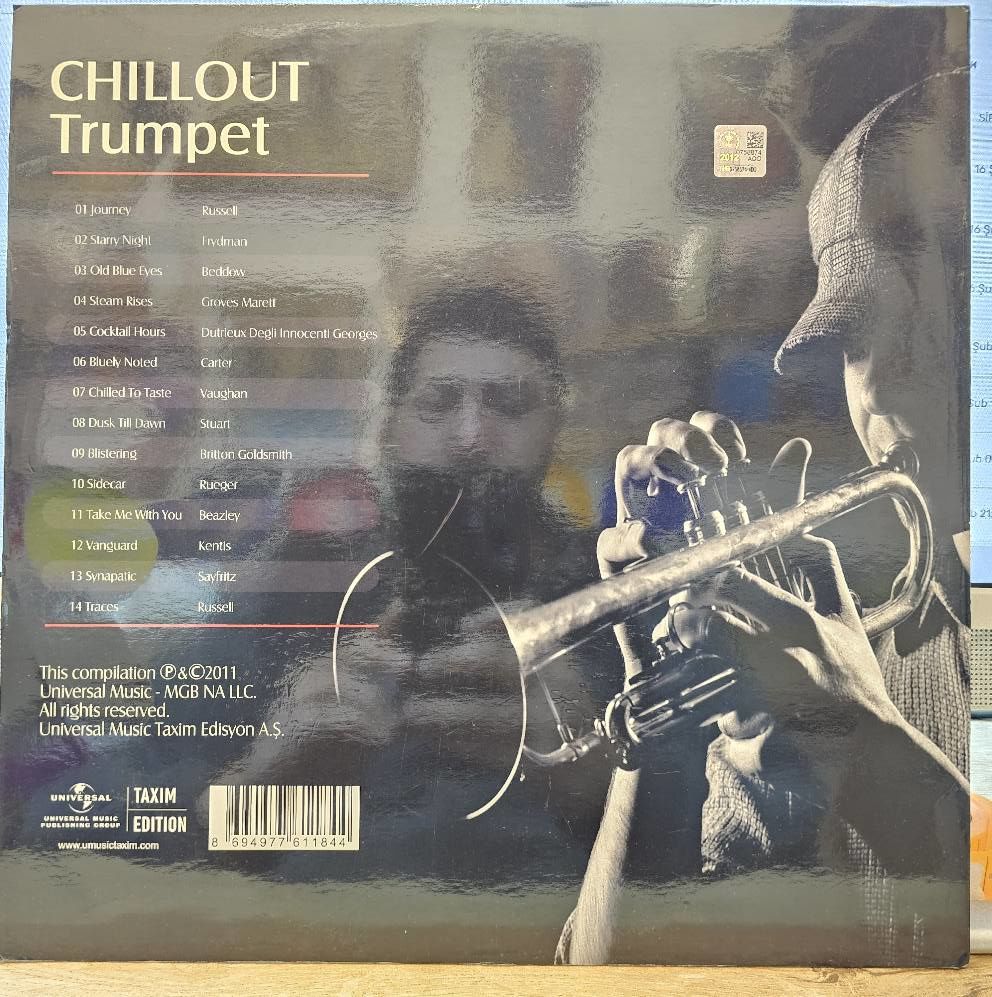 CHILLOUT
Trumpet
01 Journey Russell
02 Starry Night Frydman
03 Old Blue Eyes Beddow
04 Steam Rises Groves Marett
05 Cocktail Hours Dutrieux Degli Innocenti Georges
06 Bluely Noted Carter
07 Chilled To Taste Vaughan
08 Dusk Till Dawn Stuart
09 Blistering Britton Goldsmith
10 Sidecar Rueger
11 Take Me With You Beazley
12 Vanguard Kentis
13 Synapatic Sayfritz
14 Traces Russell
This compilation Ⓟ&©2011
Universal Music - MGB NA LLC.
All rights reserved.
Universal Music Taxim Edisyon A.Ş.
UNIVERSAL
UNIVERSAL MUSIC
PUBLISHING GROUP
TAXIM
EDITION
www.umusictaxim.com
8 694977 611844
2012